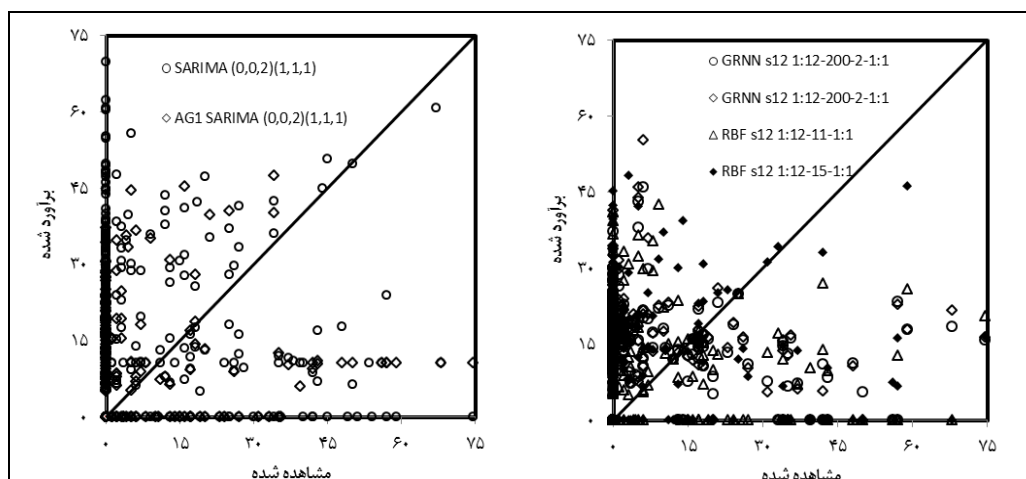 ۷۵
۶۰
۴۵
۳۰
۱۵
۰
برآورد شده
SARIMA (0,0,2)(1,1,1)
AG1 SARIMA (0,0,2)(1,1,1)
۰ ۱۵ ۳۰ ۴۵ ۶۰ ۷۵
مشاهده شده
۷۵
۶۰
۴۵
۳۰
۱۵
۰
برآورد شده
GRNN s12 1:12-200-2-1:1
GRNN s12 1:12-200-2-1:1
RBF s12 1:12-11-1:1
RBF s12 1:12-15-1:1
۰ ۱۵ ۳۰ ۴۵ ۶۰ ۷۵
مشاهده شده